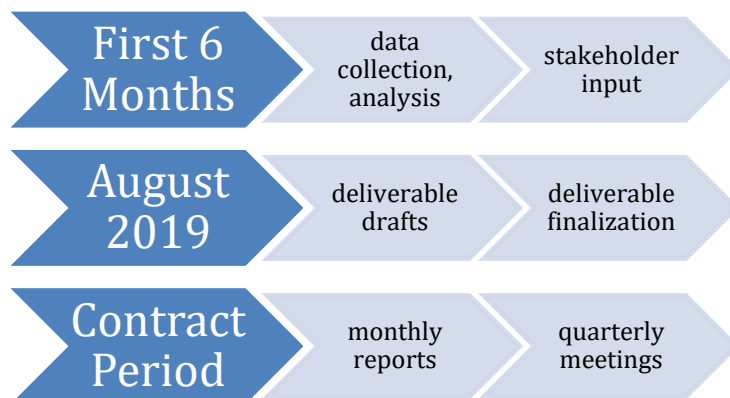 First 6
Months
data
collection,
analysis
stakeholder
input
August
2019
deliverable
drafts
deliverable
finalization
Contract
Period
monthly
reports
quarterly
meetings